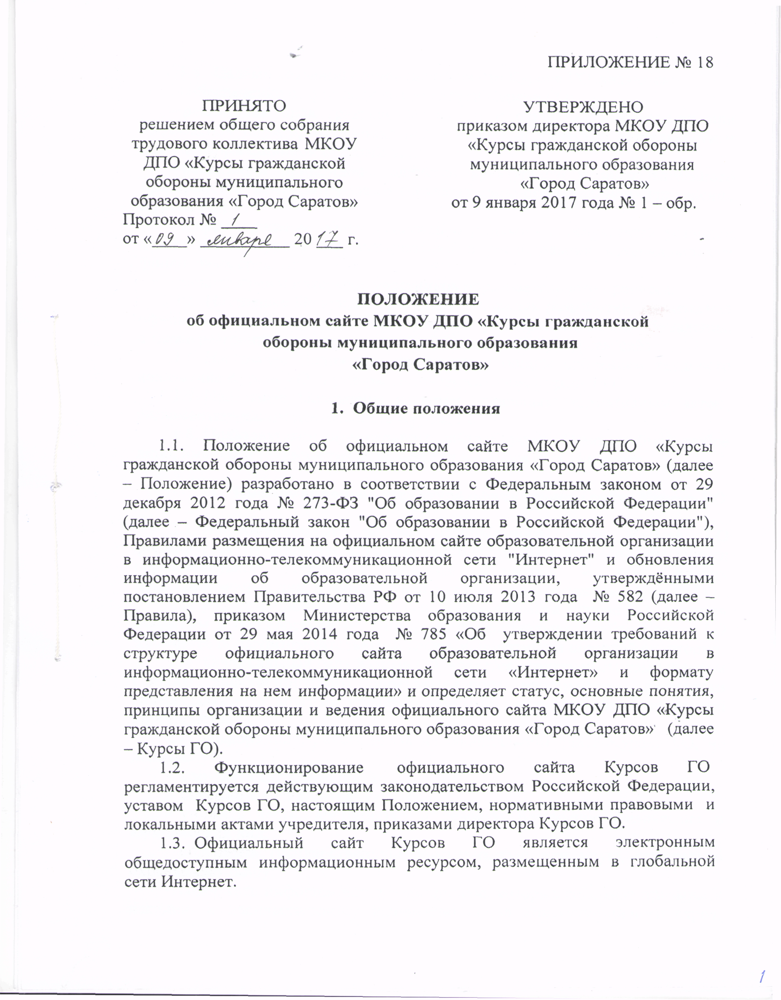 ПРИЛОЖЕНИЕ № 18
ПРИНЯТО
решением общего собрания
трудового коллектива МКОУ
ДПО «Курсы гражданской
обороны муниципального
образования «Город Саратов»
Протокол № 1
от «09» января 2017 г.
УТВЕРЖДЕНО
приказом директора МКОУ ДПО
«Курсы гражданской обороны
муниципального образования
«Город Саратов»
от 9 января 2017 года № 1 – обр.
ПОЛОЖЕНИЕ
об официальном сайте МКОУ ДПО «Курсы гражданской
обороны муниципального образования
«Город Саратов»
1. Общие положения
1.1. Положение об официальном сайте МКОУ ДПО «Курсы
гражданской обороны муниципального образования «Город Саратов» (далее
– Положение) разработано в соответствии с Федеральным законом от 29
декабря 2012 года № 273-ФЗ "Об образовании в Российской Федерации"
(далее – Федеральный закон "Об образовании в Российской Федерации"),
Правилами размещения на официальном сайте образовательной организации
в информационно-телекоммуникационной сети "Интернет" и обновления
информации об образовательной организации, утверждёнными
постановлением Правительства РФ от 10 июля 2013 года № 582 (далее –
Правила), приказом Министерства образования и науки Российской
Федерации от 29 мая 2014 года № 785 «Об утверждении требований к
структуре официального сайта образовательной организации в
информационно-телекоммуникационной сети «Интернет» и формату
представления на нем информации» и определяет статус, основные понятия,
принципы организации и ведения официального сайта МКОУ ДПО «Курсы
гражданской обороны муниципального образования «Город Саратов» (далее
– Курсы ГО).
1.2. Функционирование официального сайта Курсов ГО
регламентируется действующим законодательством Российской Федерации,
уставом Курсов ГО, настоящим Положением, нормативными правовыми и
локальными актами учредителя, приказами директора Курсов ГО.
1.3. Официальный сайт Курсов ГО является электронным
общедоступным информационным ресурсом, размещенным в глобальной
сети Интернет.
1